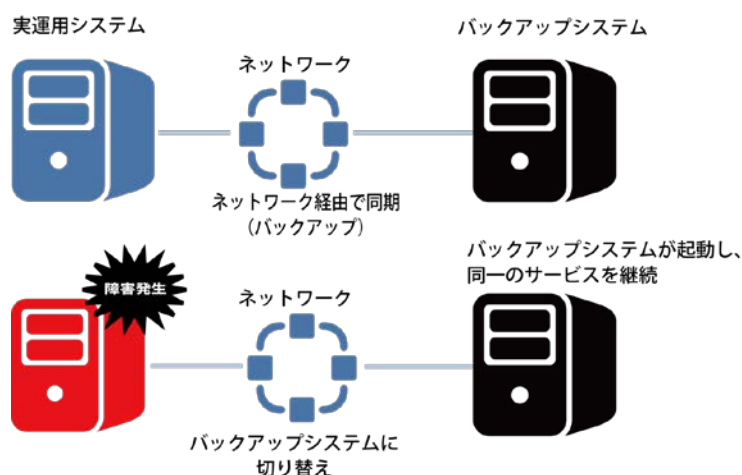 実運用システム
バックアップシステム
ネットワーク
ネットワーク経由で同期
（バックアップ）
バックアップシステムが起動し、
同一のサービスを継続
障害発生
ネットワーク
バックアップシステムに
切り替え